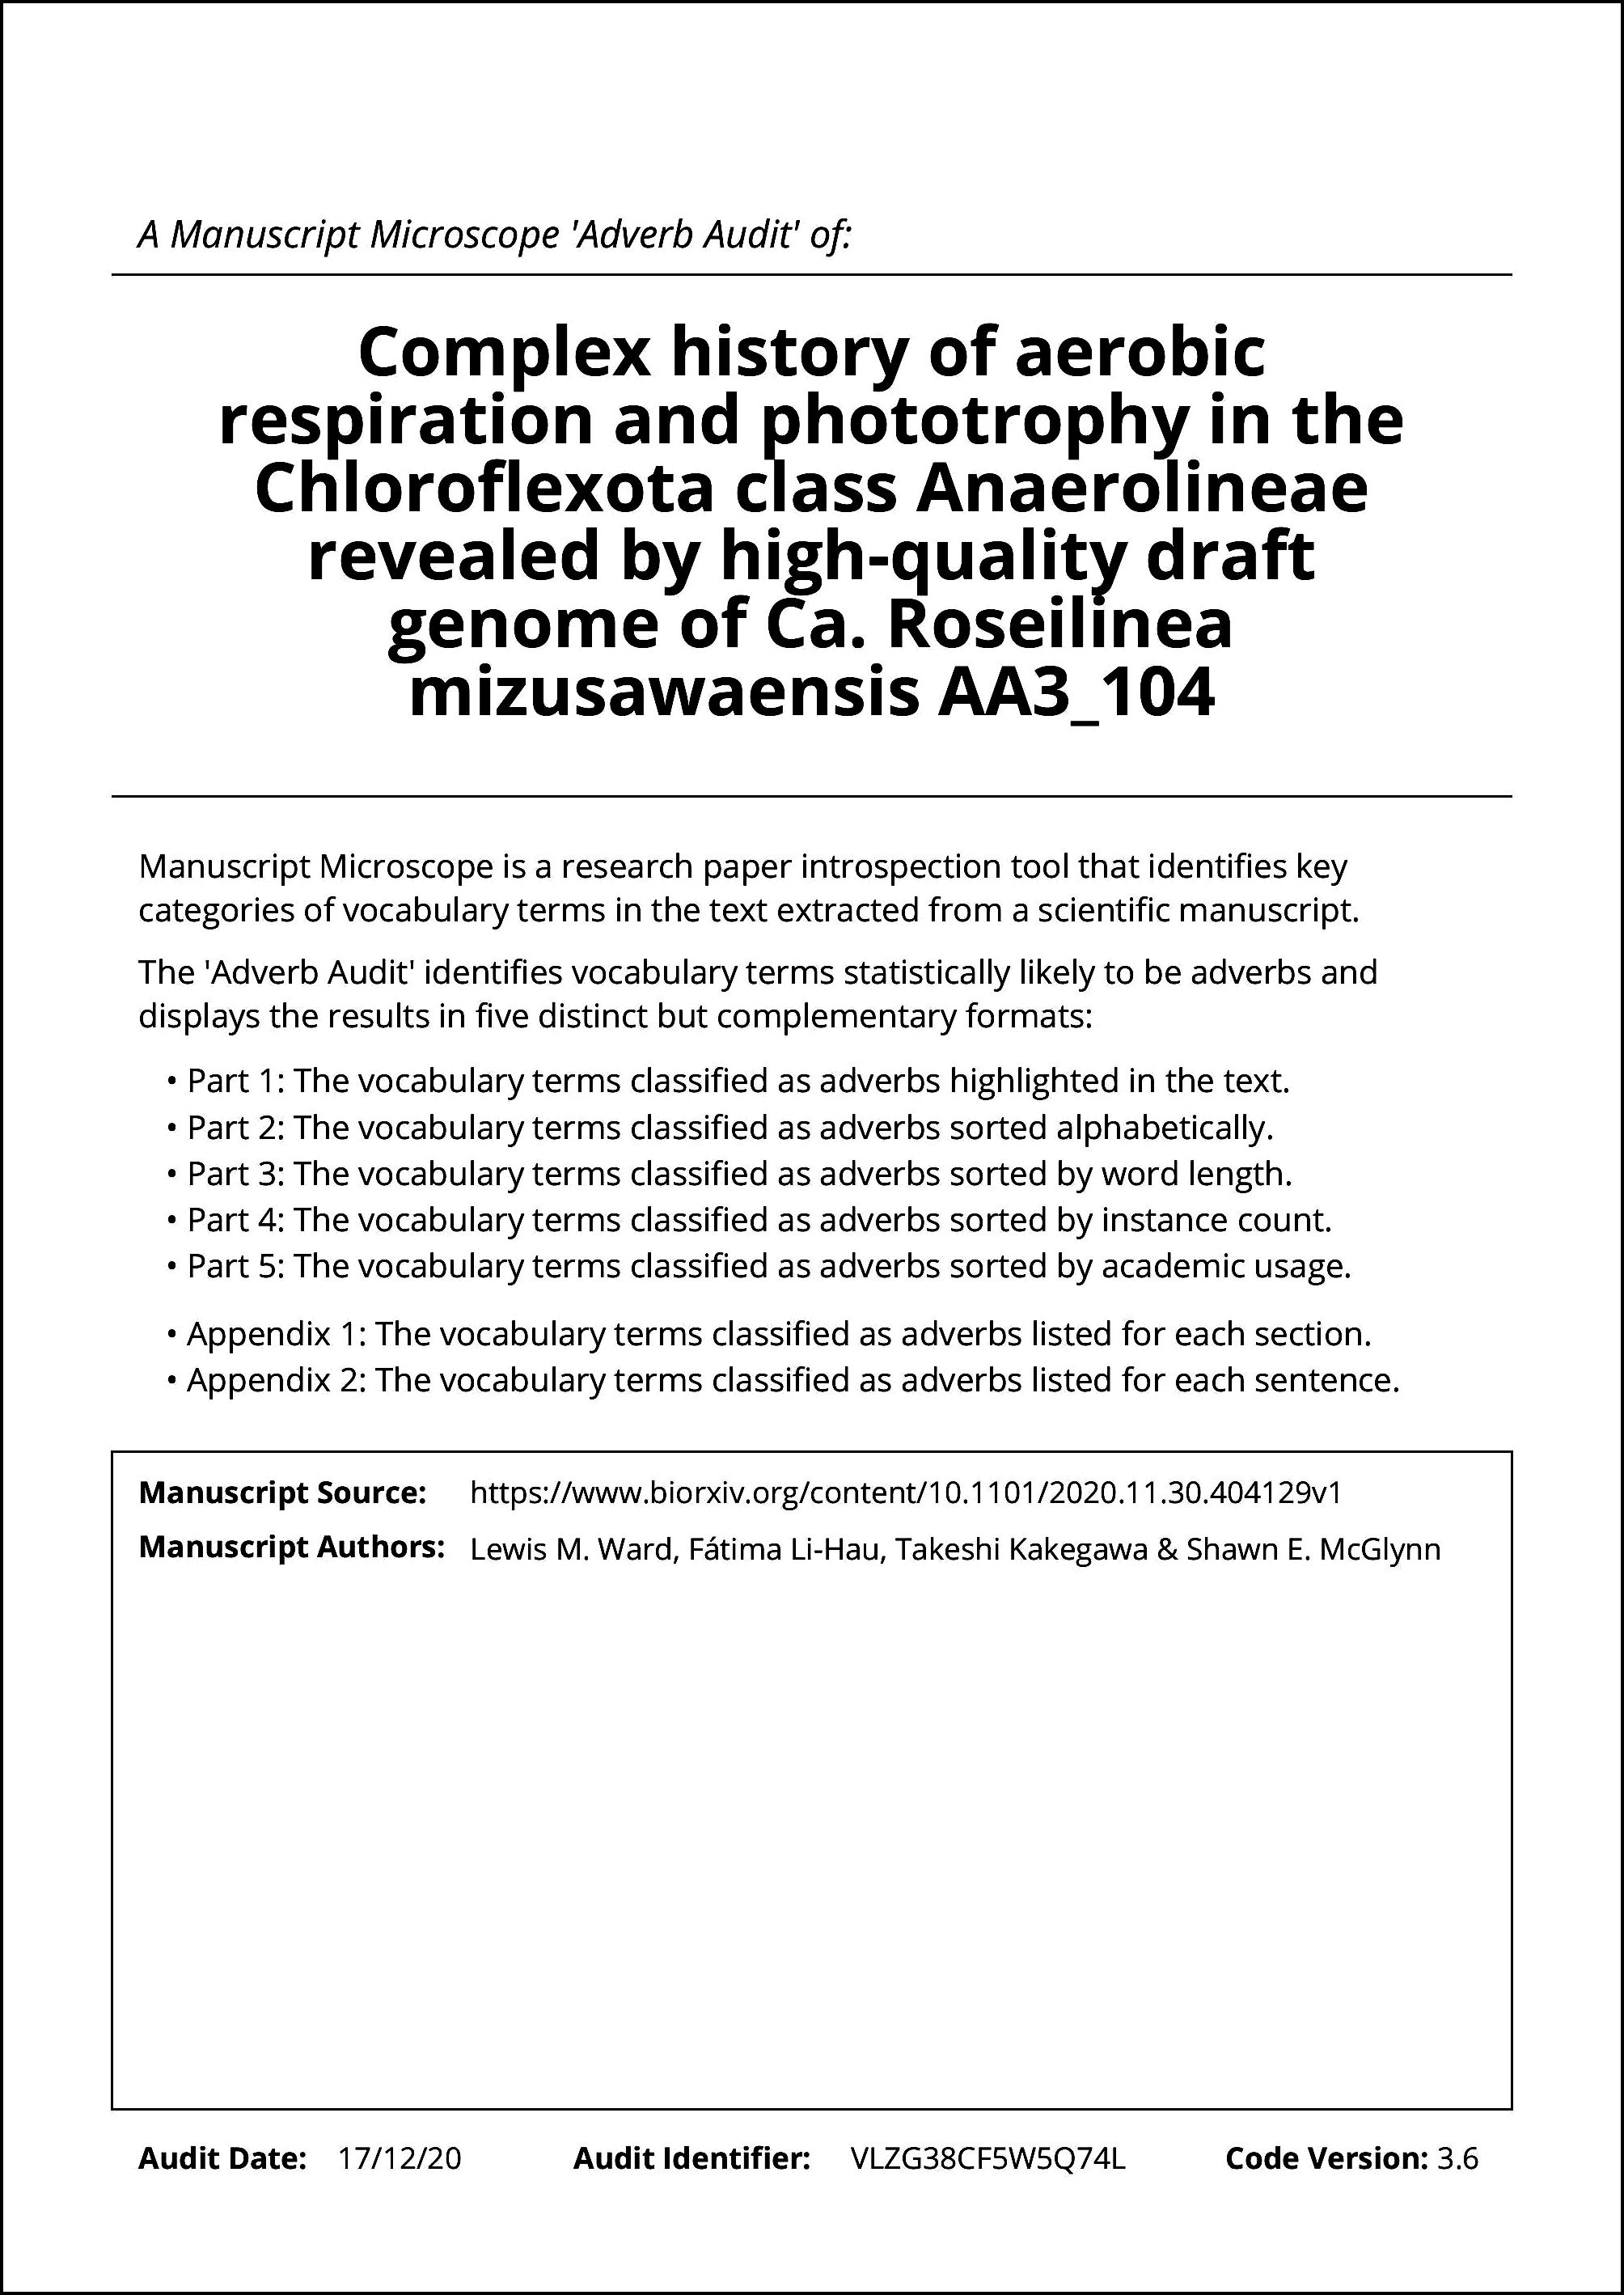 A Manuscript Microscope 'Adverb Audit' of:
Complex history of aerobic
respiration and phototrophy in the
Chloroflexota class Anaerolineae
revealed by high-quality draft
genome of Ca. Roseilinea
mizusawaensis AA3_104
Manuscript Microscope is a research paper introspection tool that identifies key
categories of vocabulary terms in the text extracted from a scientific manuscript.
The 'Adverb Audit' identifies vocabulary terms statistically likely to be adverbs and
displays the results in five distinct but complementary formats:
• Part 1: The vocabulary terms classified as adverbs highlighted in the text.
• Part 2: The vocabulary terms classified as adverbs sorted alphabetically.
• Part 3: The vocabulary terms classified as adverbs sorted by word length.
• Part 4: The vocabulary terms classified as adverbs sorted by instance count.
• Part 5: The vocabulary terms classified as adverbs sorted by academic usage.
• Appendix 1: The vocabulary terms classified as adverbs listed for each section.
• Appendix 2: The vocabulary terms classified as adverbs listed for each sentence.
Manuscript Source: https://www.biorxiv.org/content/10.1101/2020.11.30.404129v1
Manuscript Authors: Lewis M. Ward, Fátima Li-Hau, Takeshi Kakegawa & Shawn E. McGlynn
Audit Date: 17/12/20 Audit Identifier: VLZG38CF5W5Q74L Code Version: 3.6